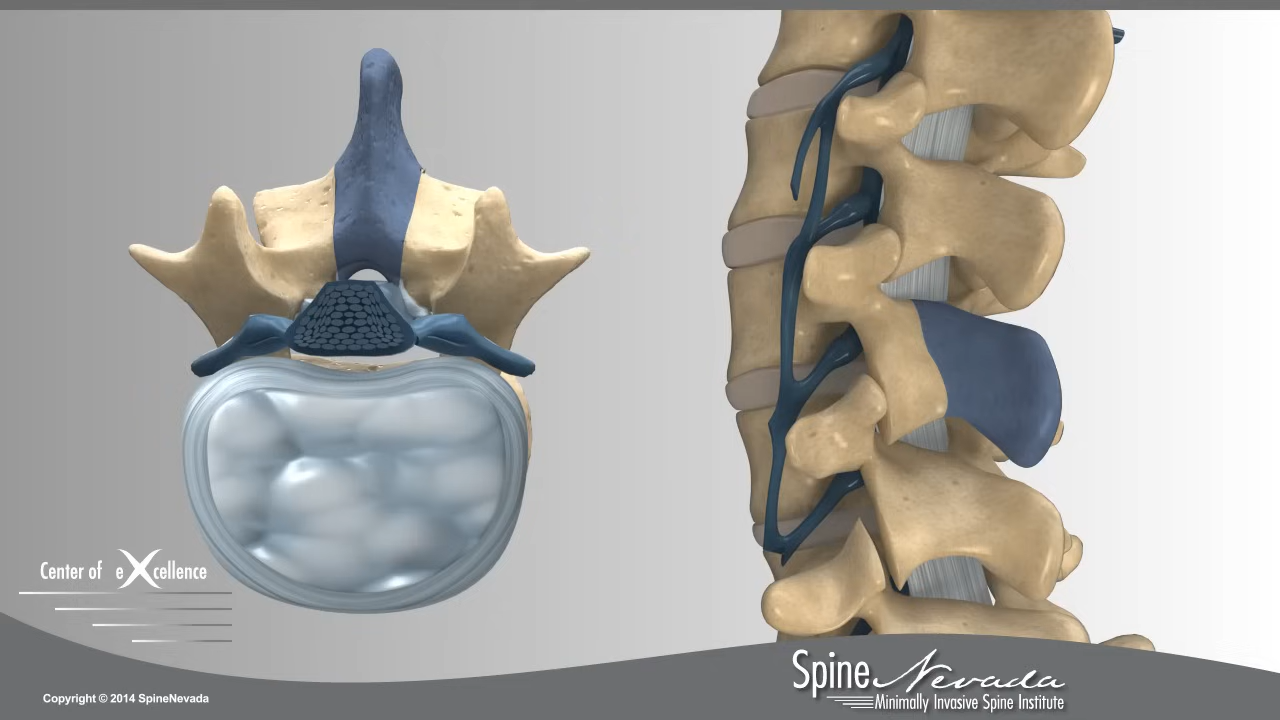 Center of eXcellence
Copyright © 2014 SpineNevada
Spine Nevada
Minimally Invasive Spine Institute